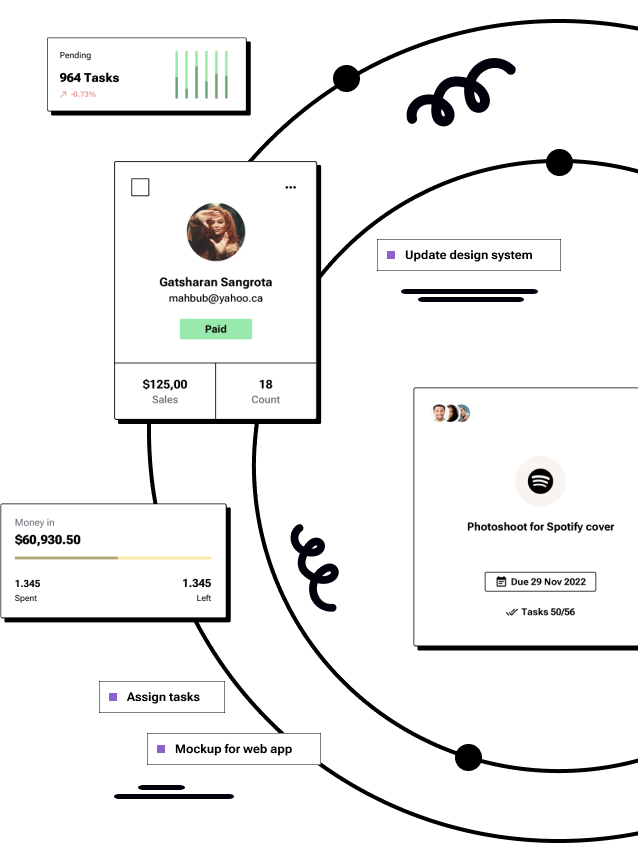 Pending
964 Tasks
-0.73%
Gatsharan Sangrota
mahbub@yahoo.ca
Paid
$125,00
Sales
18
Count
Update design system
Photoshoot for Spotify cover
Due 29 Nov 2022
Tasks 50/56
Money in
$60,930.50
1.345
Spent
1.345
Left
Assign tasks
Mockup for web app